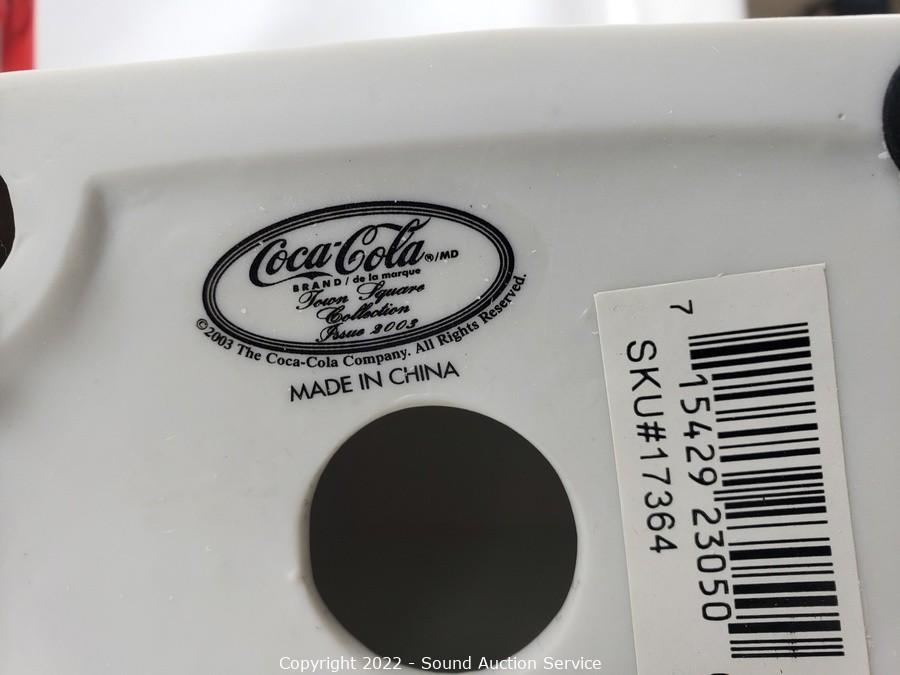 Coca-Cola®/MD
BRAND / de la marque
Town Square
Collection
Issue 2003
©2003 The Coca-Cola Company. All Rights Reserved.
MADE IN CHINA
7 15429 23050
SKU#17364
Copyright 2022 - Sound Auction Service